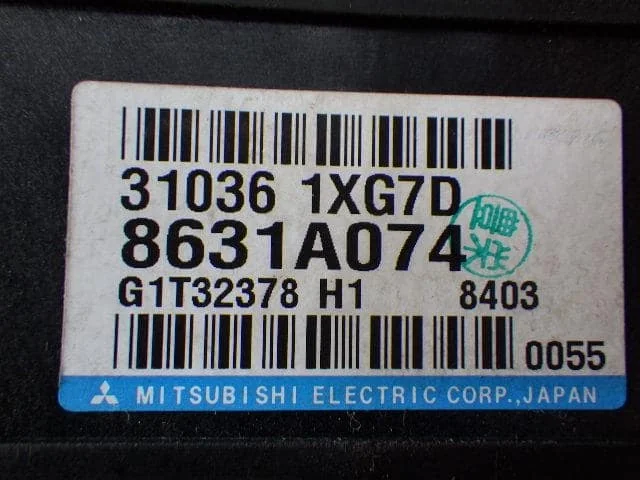 31036 1XG7D
8631A074
G1T32378 H1 8403
0055
MITSUBISHI ELECTRIC CORP.,JAPAN